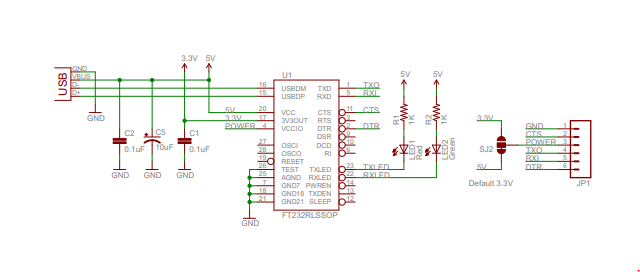 3.3V 5V
USB
GND
VBUS
D-
D+
GND
C2
0.1uF
GND
C5
10uF
GND
C1
0.1uF
GND
U1
16 USBDM TXD 1 TXO
15 USBDP RXD 5 RXI
5V 20 VCC CTS 11 CTS
3.3V 17 3V3OUT RTS 3
POWER 4 VCCIO DTR 2 DTR
DSR 9
27 OSCI DCD 10
28 OSCO RI 6
19 RESET
26 TEST TXLED 23 TXLED
25 AGND RXLED 22 RXLED
7 GND7 PWREN 14
18 GND18 TXDEN 13
21 GND21 SLEEP 12
GND
FT232RLSSOP
5V 5V
R1
1K
R2
1K
LED1
Red
LED2
Green
3.3V
SJ2
5V
Default 3.3V
GND 1
CTS 2
POWER 3
TXO 4
RXI 5
DTR 6
JP1